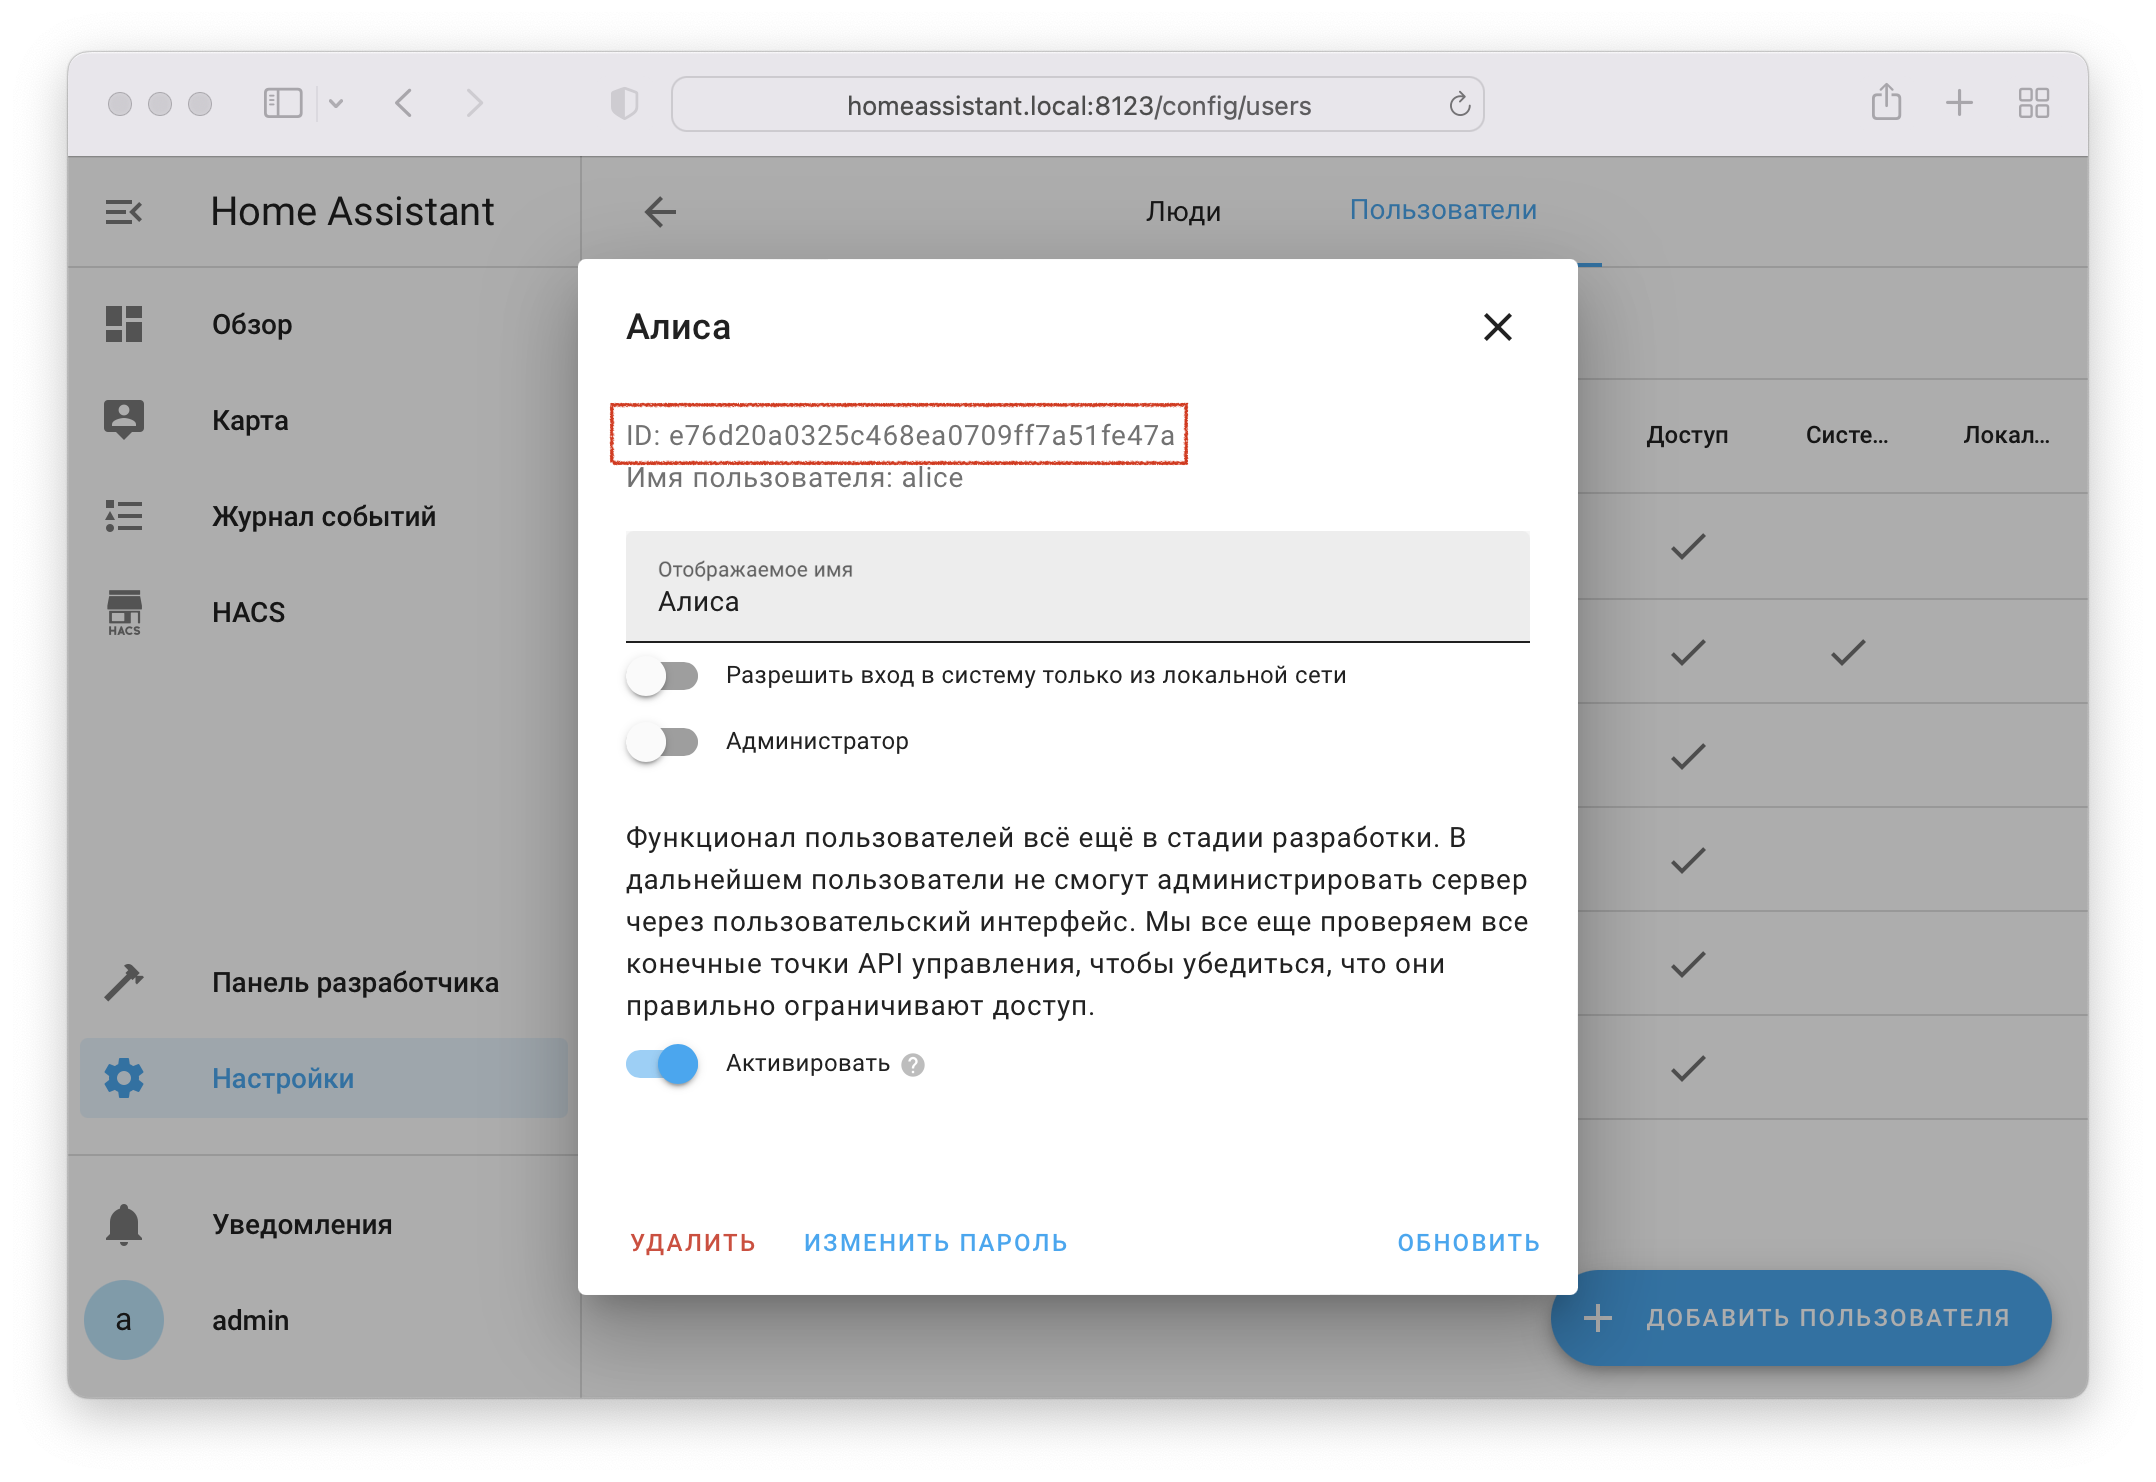 homeassistant.local:8123/config/users
Home Assistant
Люди
Пользователи
Обзор
Карта
Журнал событий
HACS
HACS
Панель разработчика
Настройки
Уведомления
a
admin
Алиса
ID: e76d20a0325c468ea0709ff7a51fe47a
Имя пользователя: alice
Отображаемое имя
Алиса
Разрешить вход в систему только из локальной сети
Администратор
Функционал пользователей всё ещё в стадии разработки. В
дальнейшем пользователи не смогут администрировать сервер
через пользовательский интерфейс. Мы все еще проверяем все
конечные точки API управления, чтобы убедиться, что они
правильно ограничивают доступ.
Активировать
УДАЛИТЬ
ИЗМЕНИТЬ ПАРОЛЬ
ОБНОВИТЬ
Доступ
Систе...
Локал...
ДОБАВИТЬ ПОЛЬЗОВАТЕЛЯ